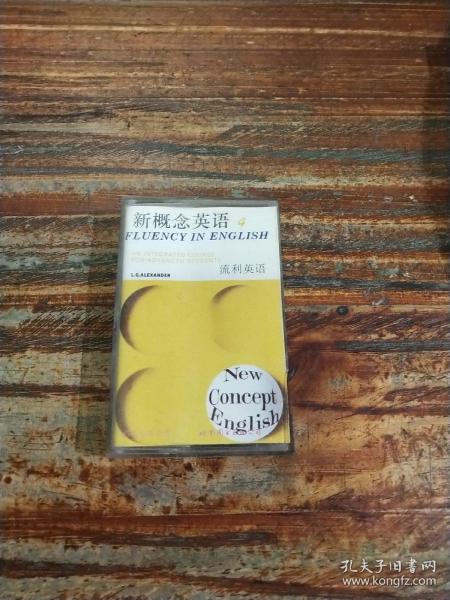 新概念英语 4
FLUENCY IN ENGLISH
AN INTEGRATED COURSE
FOR ADVANCED STUDENTS
L.G.ALEXANDER
流利英语
New
Concept
English
孔夫子旧书网
www.kongfz.com